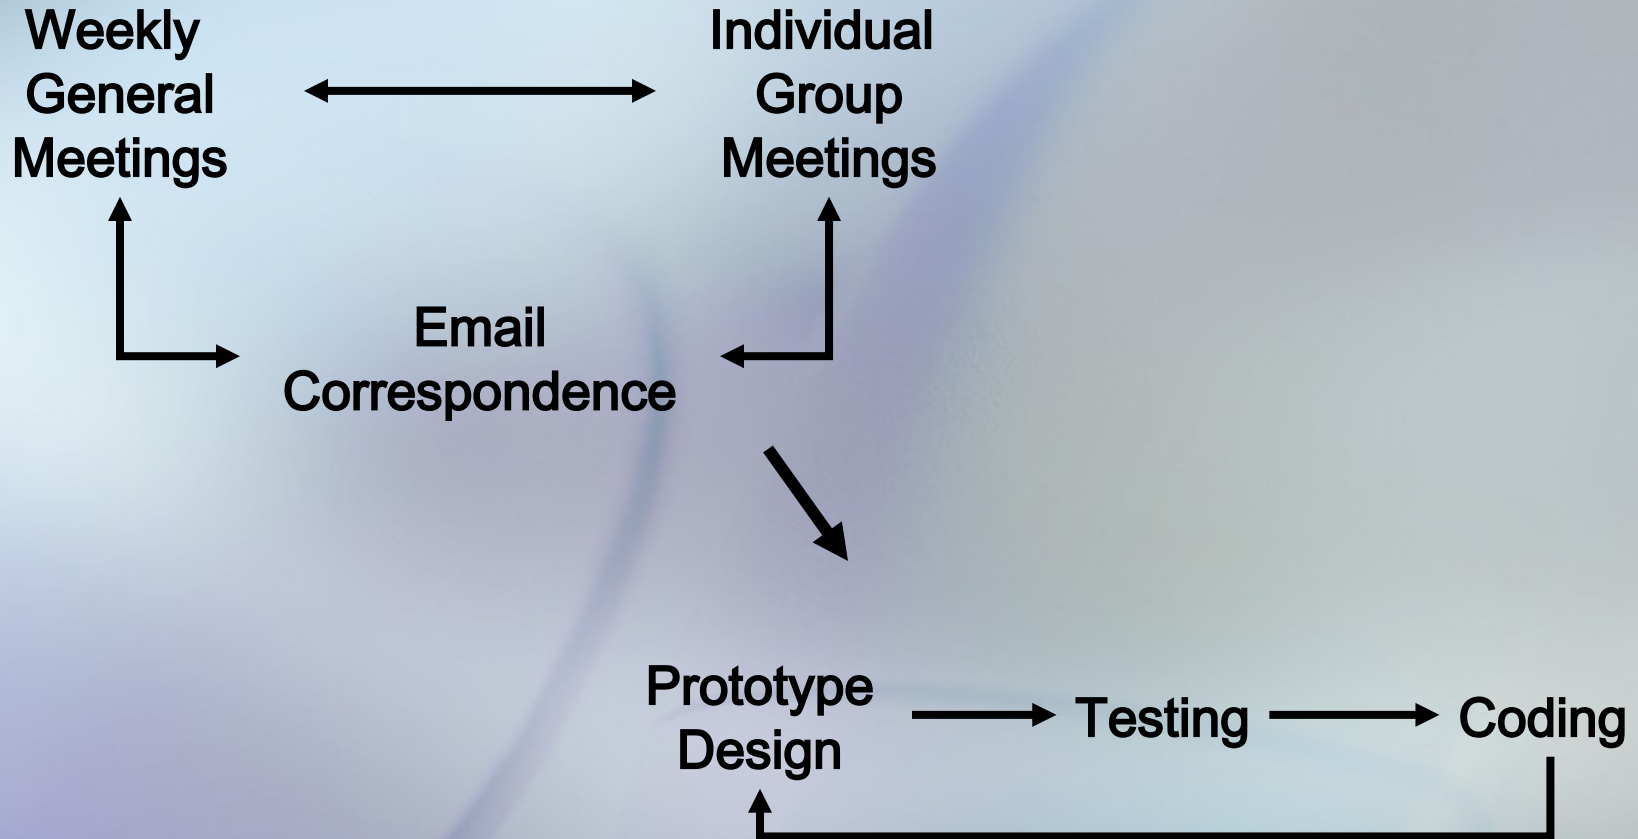 Weekly
General
Meetings
Individual
Group
Meetings
Email
Correspondence
Prototype
Design
Testing
Coding